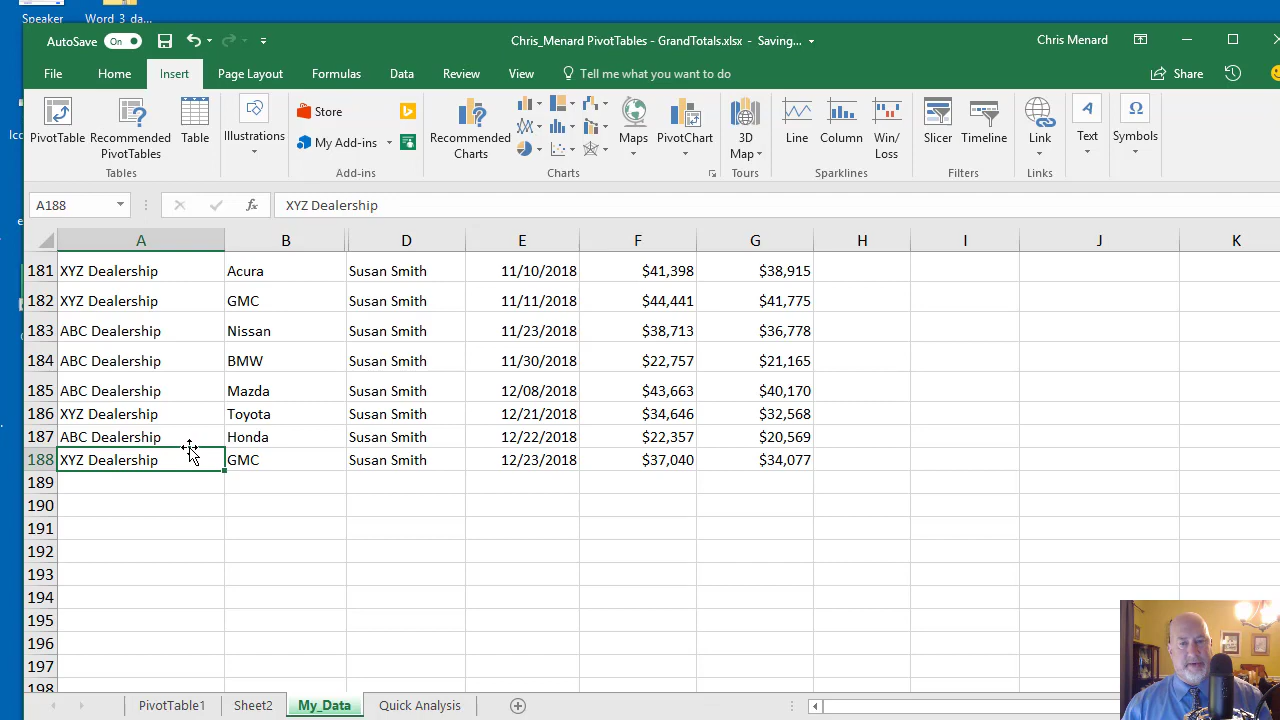 Speaker
Word_3_da...
AutoSave On
Chris_Menard PivotTables - GrandTotals.xlsx - Saving...
Chris Menard
File Home Insert Page Layout Formulas Data Review View Tell me what you want to do Share
PivotTable
Recommended PivotTables
Table
Illustrations
Store
My Add-ins
Recommended Charts
Maps
PivotChart
3D Map
Line
Column
Win/Loss
Slicer
Timeline
Link
Text
Symbols
Tables Add-ins Charts Tours Sparklines Filters Links
A188 fx XYZ Dealership
A B D E F G H I J K
181 XYZ Dealership Acura Susan Smith 11/10/2018 $41,398 $38,915
182 XYZ Dealership GMC Susan Smith 11/11/2018 $44,441 $41,775
183 ABC Dealership Nissan Susan Smith 11/23/2018 $38,713 $36,778
184 ABC Dealership BMW Susan Smith 11/30/2018 $22,757 $21,165
185 ABC Dealership Mazda Susan Smith 12/08/2018 $43,663 $40,170
186 XYZ Dealership Toyota Susan Smith 12/21/2018 $34,646 $32,568
187 ABC Dealership Honda Susan Smith 12/22/2018 $22,357 $20,569
188 XYZ Dealership GMC Susan Smith 12/23/2018 $37,040 $34,077
189
190
191
192
193
194
195
196
197
198
PivotTable1 Sheet2 My_Data Quick Analysis